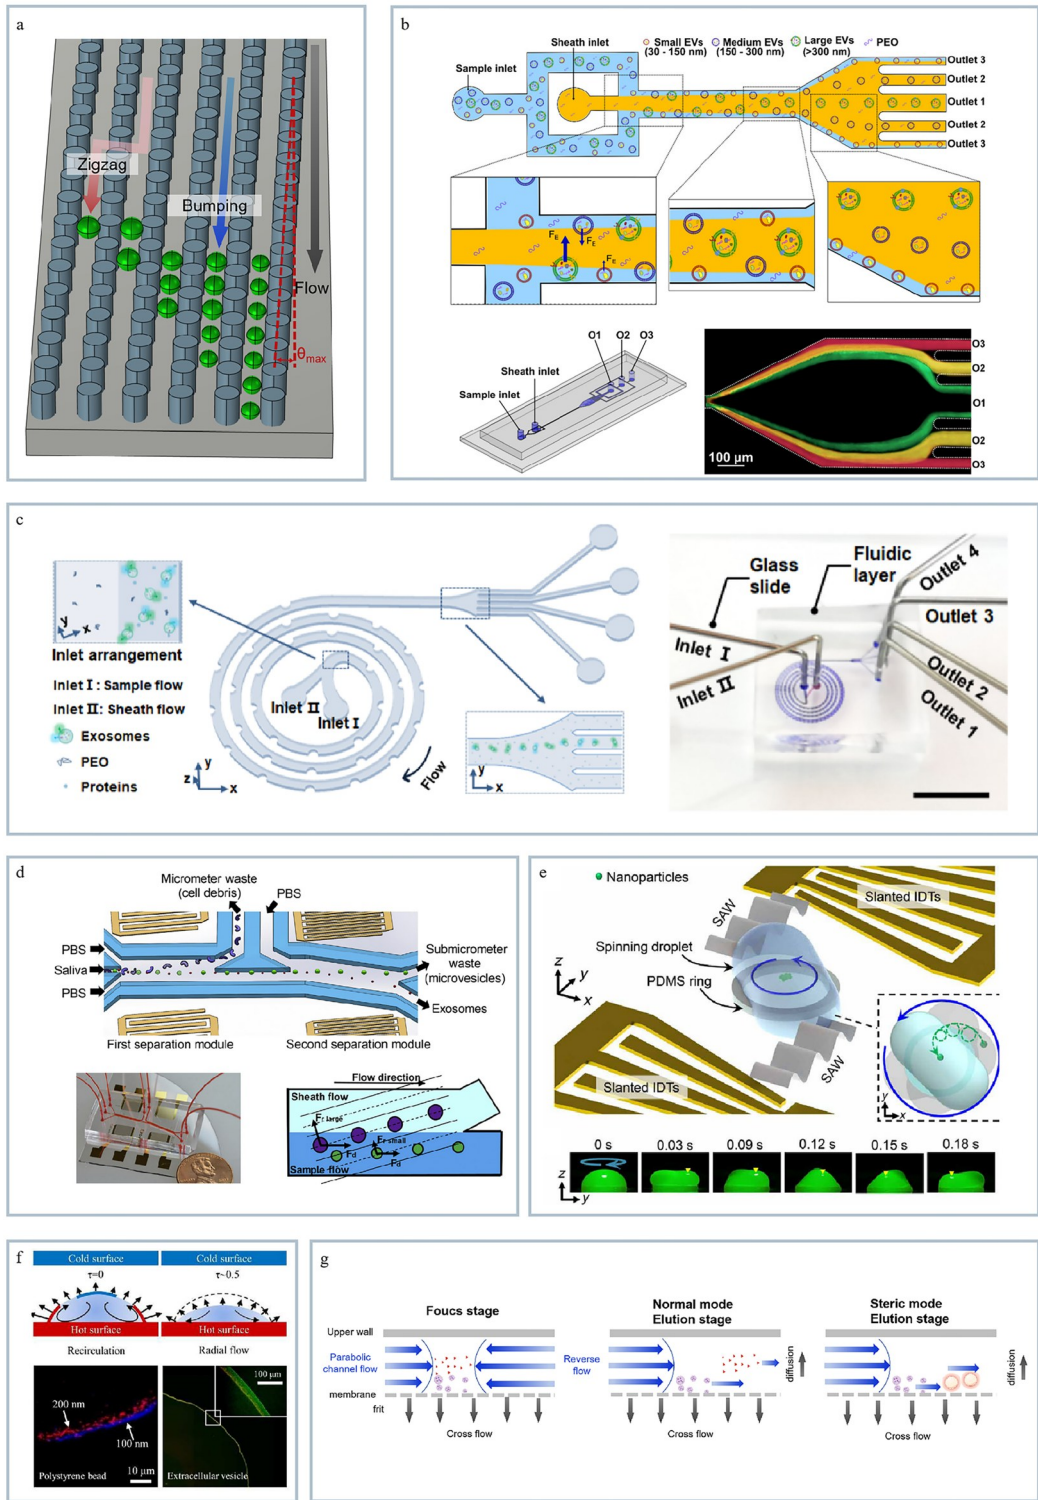 a
Zigzag
Bumping
Flow
θmax
b
Sheath inlet
Sample inlet
Small EVs
(30 - 150 nm)
Medium EVs
(150 - 300 nm)
Large EVs
(>300 nm)
PEO
Outlet 3
Outlet 2
Outlet 1
Outlet 2
Outlet 3
FE
FE
FE
O1
O2
O3
Sheath inlet
Sample inlet
O3
O2
O1
O2
O3
100 μm
c
y
x
Inlet arrangement
Inlet Ⅰ: Sample flow
Inlet Ⅱ: Sheath flow
Exosomes
PEO
Proteins
Inlet Ⅱ
Inlet Ⅰ
y
z
x
Flow
y
x
Glass
slide
Fluidic
layer
Outlet 4
Outlet 3
Outlet 2
Outlet 1
Inlet Ⅰ
Inlet Ⅱ
d
Micrometer waste
(cell debris)
PBS
PBS
Saliva
PBS
Submicrometer
waste
(microvesicles)
Exosomes
First separation module
Second separation module
Flow direction
Sheath flow
Fr large
Fr small
Fd
Fd
Sample flow
e
Nanoparticles
SAW
Slanted IDTs
Spinning droplet
PDMS ring
z
y
x
SAW
Slanted IDTs
y
x
0 s
0.03 s
0.09 s
0.12 s
0.15 s
0.18 s
z
y
f
Cold surface
Cold surface
τ=0
τ~0.5
Hot surface
Hot surface
Recirculation
Radial flow
200 nm
100 nm
10 μm
Polystyrene bead
100 μm
Extracellular vesicle
g
Foucs stage
Normal mode
Elution stage
Steric mode
Elution stage
Upper wall
Parabolic
channel flow
Reverse
flow
membrane
frit
diffusion
diffusion
Cross flow
Cross flow
Cross flow